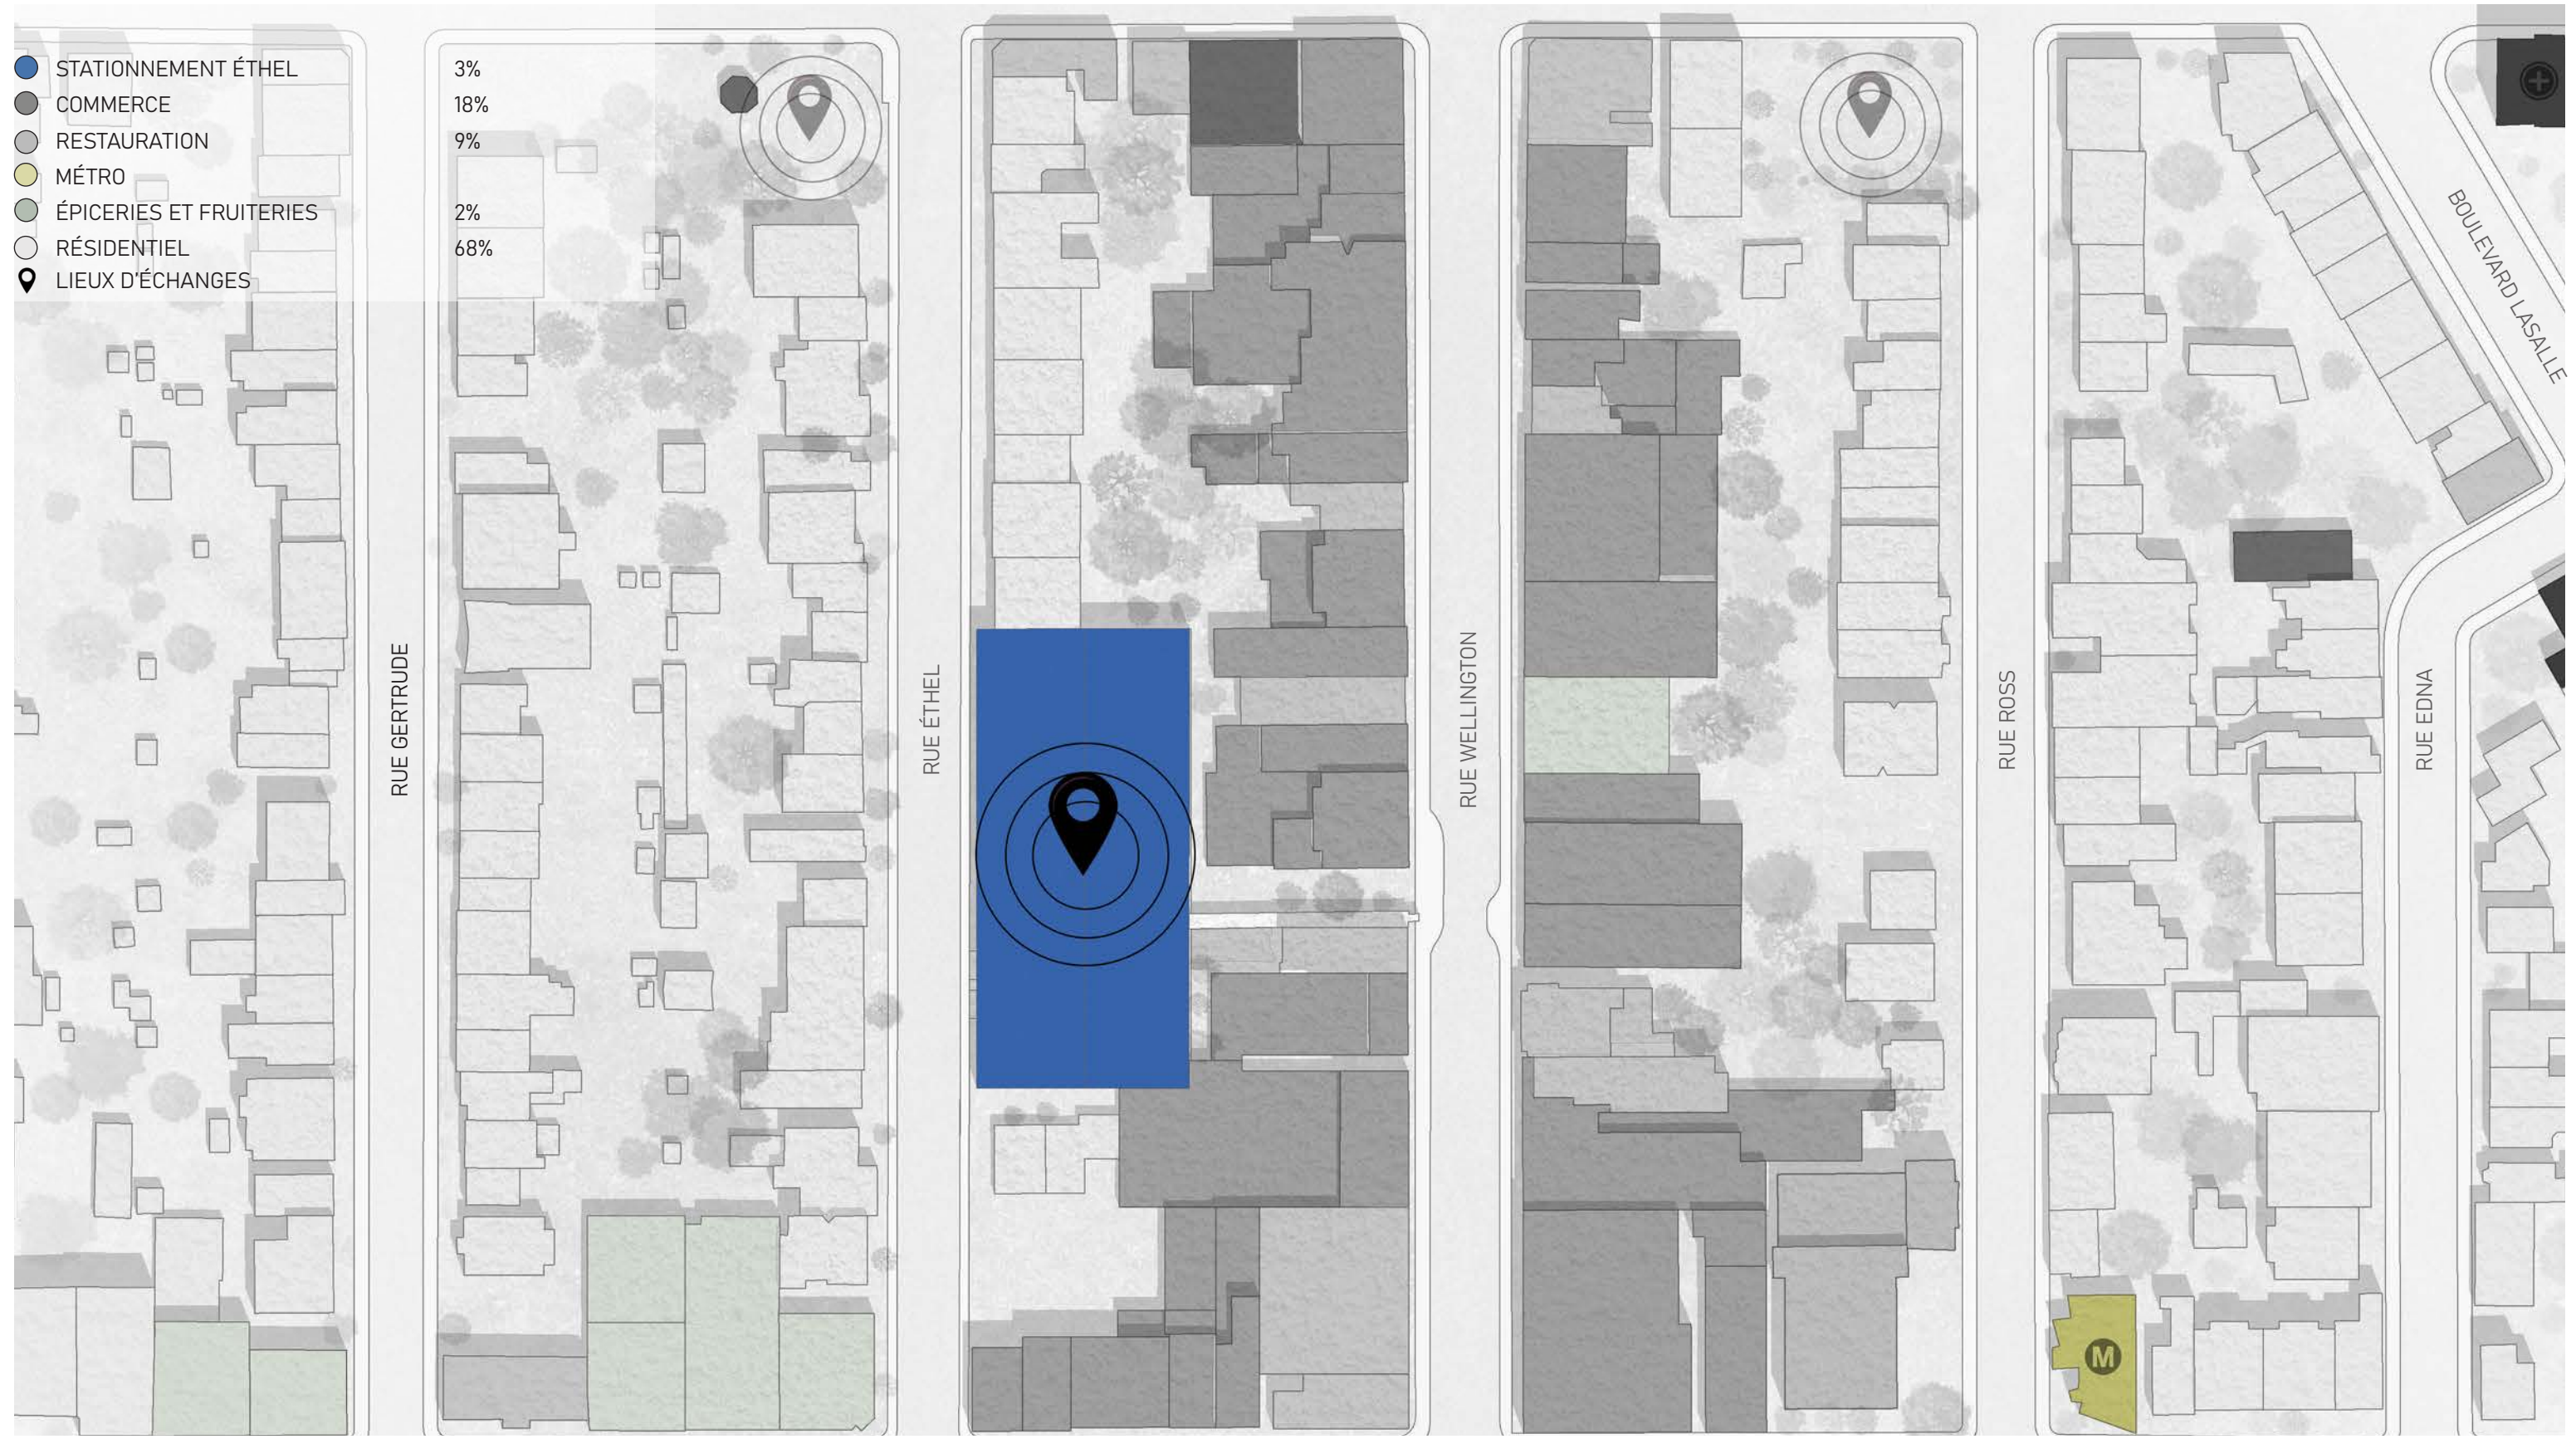 STATIONNEMENT ÉTHEL 3%
COMMERCE 18%
RESTAURATION 9%
MÉTRO
ÉPICERIES ET FRUITERIES 2%
RÉSIDENTIEL 68%
LIEUX D'ÉCHANGES
RUE GERTRUDE
RUE ÉTHEL
RUE WELLINGTON
RUE ROSS
RUE EDNA
BOULEVARD LASALLE
M